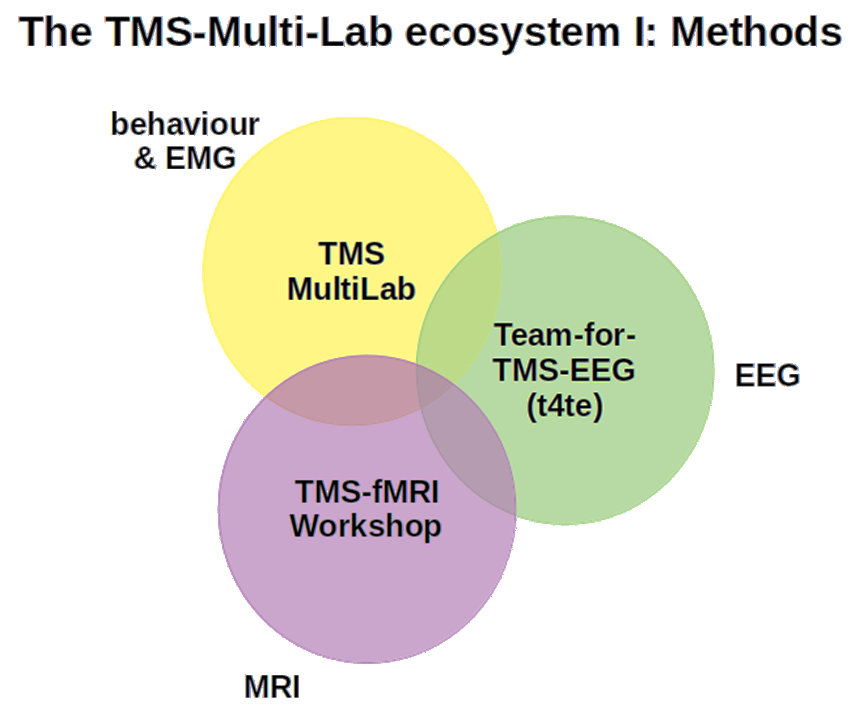 The TMS-Multi-Lab ecosystem I: Methods
behaviour
& EMG
TMS
MultiLab
Team-for-
TMS-EEG
(t4te)
EEG
TMS-fMRI
Workshop
MRI